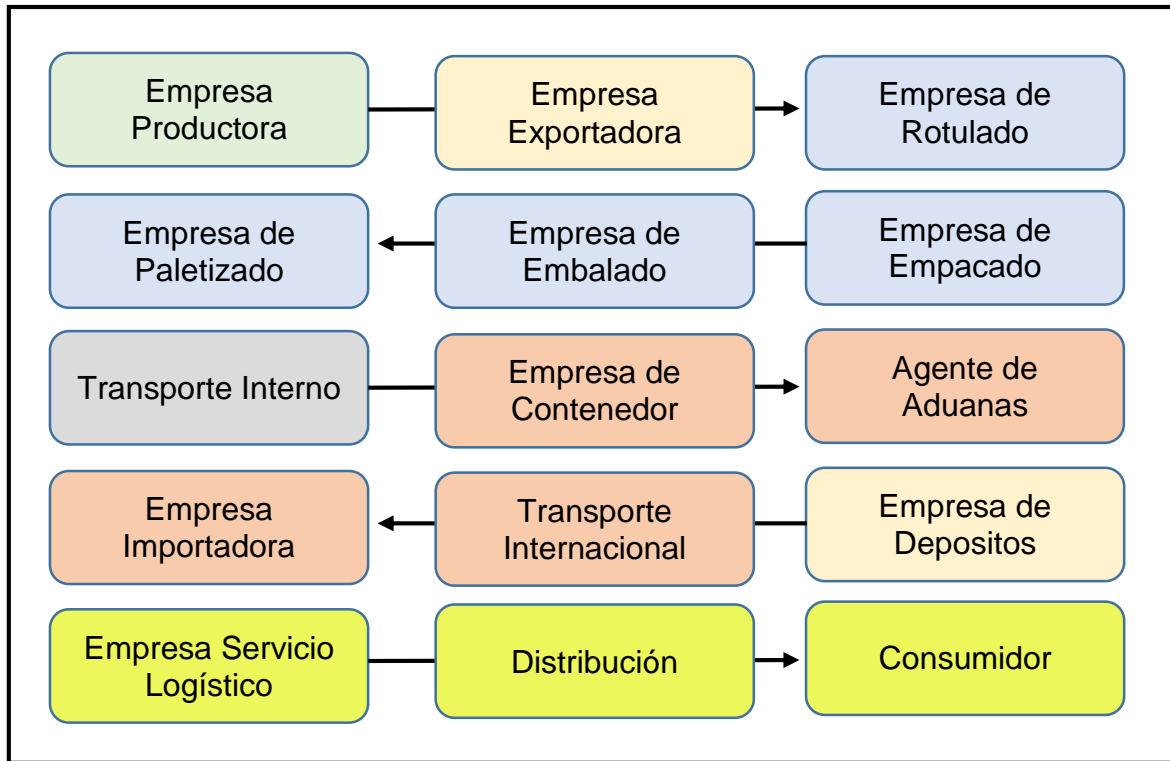 Empresa
Productora
Empresa
Exportadora
Empresa de
Rotulado
Empresa de
Paletizado
Empresa de
Embalado
Empresa de
Empacado
Transporte Interno
Empresa de
Contenedor
Agente de
Aduanas
Empresa
Importadora
Transporte
Internacional
Empresa de
Depositos
Empresa Servicio
Logístico
Distribución
Consumidor